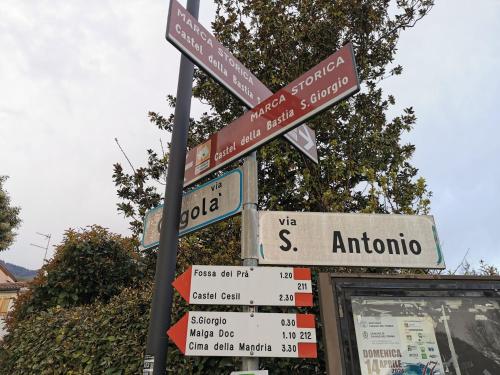 MARCA STORICA
Castel della Bastia S.Giorgio
MARCA STORICA
Castel della Bastia S.Giorgio
via
via
S. Antonio
Fossa dei Prà 1.20
211
Castel Cesil 2.30
S.Giorgio 0.30
Malga Doc 1.10 212
Cima della Mandria 3.30
DOMENICA
14 APRILE